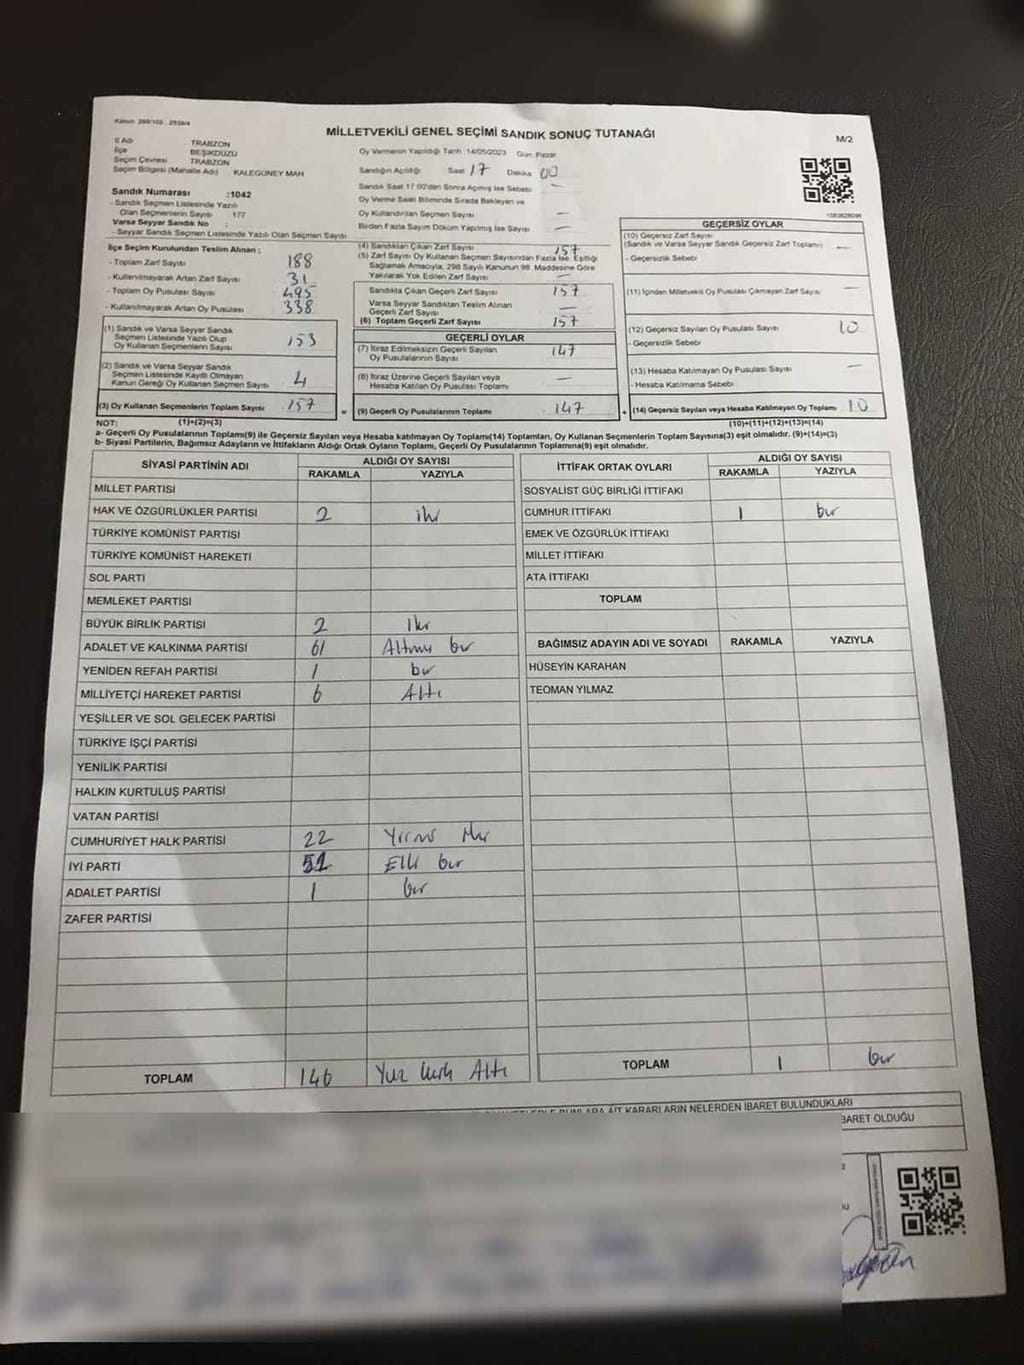 MİLLETVEKİLİ GENEL SEÇİMİ SANDIK SONUÇ TUTANAĞI
M/2
İl Adı TRABZON
İlçe BEŞİKDÜZÜ
Seçim Çevresi TRABZON
Seçim Bölgesi (Mahalle Adı) KALEGÜNEY MAH
Sandık Numarası :1042
- Sandık Seçmen Listesinde Yazılı
Olan Seçmenlerin Sayısı 177
Varsa Seyyar Sandık No :
- Seyyar Sandık Seçmen Listesinde Yazılı Olan Seçmen Sayısı
Oy Vermenin Yapıldığı Tarih 14/05/2023 Gün Pazar
Sandığın Açıldığı Saat 17 Dakika 00
Sandık Saat 17 00'den Sonra Açılmış İse Sebebi —
Oy Verme Saati Bitiminde Sırada Bekleyen ve
Oy Kullandırılan Seçmen Sayısı —
Birden Fazla Sayım Döküm Yapılmış İse Sayısı —
İlçe Seçim Kurulundan Teslim Alınan ;
- Toplam Zarf Sayısı 188
- Kullanılmayarak Artan Zarf Sayısı 31
- Toplam Oy Pusulası Sayısı 495
- Kullanılmayarak Artan Oy Pusulası 338
(1) Sandık ve Varsa Seyyar Sandık
Seçmen Listesinde Yazılı Olup
Oy Kullanan Seçmenlerin Sayısı 153
(2) Sandık ve Varsa Seyyar Sandık
Seçmen Listesinde Kayıtlı Olmayan
Kanun Gereği Oy Kullanan Seçmen Sayısı 4
(3) Oy Kullanan Seçmenlerin Toplam Sayısı 157
(4) Sandıktan Çıkan Zarf Sayısı 157
(5) Zarf Sayısı Oy Kullanan Seçmen Sayısından Fazla İse, Eşitliği
Sağlamak Amacıyla, 298 Sayılı Kanunun 98. Maddesine Göre
Yakılarak Yok Edilen Zarf Sayısı —
Sandıkta Çıkan Geçerli Zarf Sayısı 157
Varsa Seyyar Sandıktan Teslim Alınan
Geçerli Zarf Sayısı —
(6) Toplam Geçerli Zarf Sayısı 157
GEÇERLİ OYLAR
(7) İtiraz Edilmeksizin Geçerli Sayılan
Oy Pusulalarının Sayısı 147
(8) İtiraz Üzerine Geçerli Sayılan veya
Hesaba Katılan Oy Pusulası Toplamı —
= (9) Geçerli Oy Pusulalarının Toplamı 147
GEÇERSİZ OYLAR
(10) Geçersiz Zarf Sayısı
(Sandık ve Varsa Seyyar Sandık Geçersiz Zarf Toplamı) —
- Geçersizlik Sebebi
(11) İçinden Milletvekili Oy Pusulası Çıkmayan Zarf Sayısı —
(12) Geçersiz Sayılan Oy Pusulası Sayısı 10
- Geçersizlik Sebebi
(13) Hesaba Katılmayan Oy Pusulası Sayısı —
- Hesaba Katılmama Sebebi
+ (14) Geçersiz Sayılan veya Hesaba Katılmayan Oy Toplamı 10
NOT: (1)+(2)=(3) (10)+(11)+(12)+(13)=(14)
a- Geçerli Oy Pusulalarının Toplamı(9) ile Geçersiz Sayılan veya Hesaba katılmayan Oy Toplamı(14) Toplamları, Oy Kullanan Seçmenlerin Toplam Sayısına(3) eşit olmalıdır. (9)+(14)=(3)
b- Siyasi Partilerin, Bağımsız Adayların ve İttifakların Aldığı Ortak Oyların Toplamı, Geçerli Oy Pusulalarının Toplamına(9) eşit olmalıdır.
SİYASİ PARTİNİN ADI ALDIĞI OY SAYISI
RAKAMLA YAZIYLA
MİLLET PARTİSİ
HAK VE ÖZGÜRLÜKLER PARTİSİ 2 iki
TÜRKİYE KOMÜNİST PARTİSİ
TÜRKİYE KOMÜNİST HAREKETİ
SOL PARTİ
MEMLEKET PARTİSİ
BÜYÜK BİRLİK PARTİSİ 2 İki
ADALET VE KALKINMA PARTİSİ 61 Altmış bir
YENİDEN REFAH PARTİSİ 1 bir
MİLLİYETÇİ HAREKET PARTİSİ 6 Altı
YEŞİLLER VE SOL GELECEK PARTİSİ
TÜRKİYE İŞÇİ PARTİSİ
YENİLİK PARTİSİ
HALKIN KURTULUŞ PARTİSİ
VATAN PARTİSİ
CUMHURİYET HALK PARTİSİ 22 Yirmi iki
İYİ PARTİ 51 Elli bir
ADALET PARTİSİ 1 bir
ZAFER PARTİSİ
TOPLAM 146 Yüz kırk Altı
İTTİFAK ORTAK OYLARI ALDIĞI OY SAYISI
RAKAMLA YAZIYLA
SOSYALİST GÜÇ BİRLİĞİ İTTİFAKI
CUMHUR İTTİFAKI 1 bir
EMEK VE ÖZGÜRLÜK İTTİFAKI
MİLLET İTTİFAKI
ATA İTTİFAKI
TOPLAM
BAĞIMSIZ ADAYIN ADI VE SOYADI RAKAMLA YAZIYLA
HÜSEYİN KARAHAN
TEOMAN YILMAZ
TOPLAM 1 bir
AİT KARARLARIN NELERDEN İBARET BULUNDUKLARI
BARET OLDUĞU